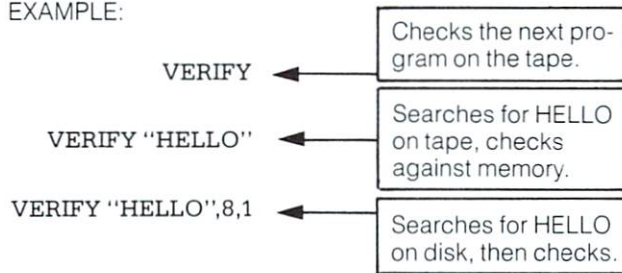 EXAMPLE:
VERIFY
Checks the next pro-
gram on the tape.
VERIFY "HELLO"
Searches for HELLO
on tape, checks
against memory.
VERIFY "HELLO",8,1
Searches for HELLO
on disk, then checks.